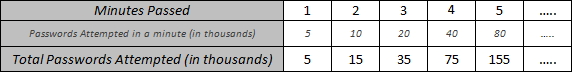 Minutes Passed 1 2 3 4 5 .....
Passwords Attempted in a minute (in thousands) 5 10 20 40 80 .....
Total Passwords Attempted (in thousands) 5 15 35 75 155 .....